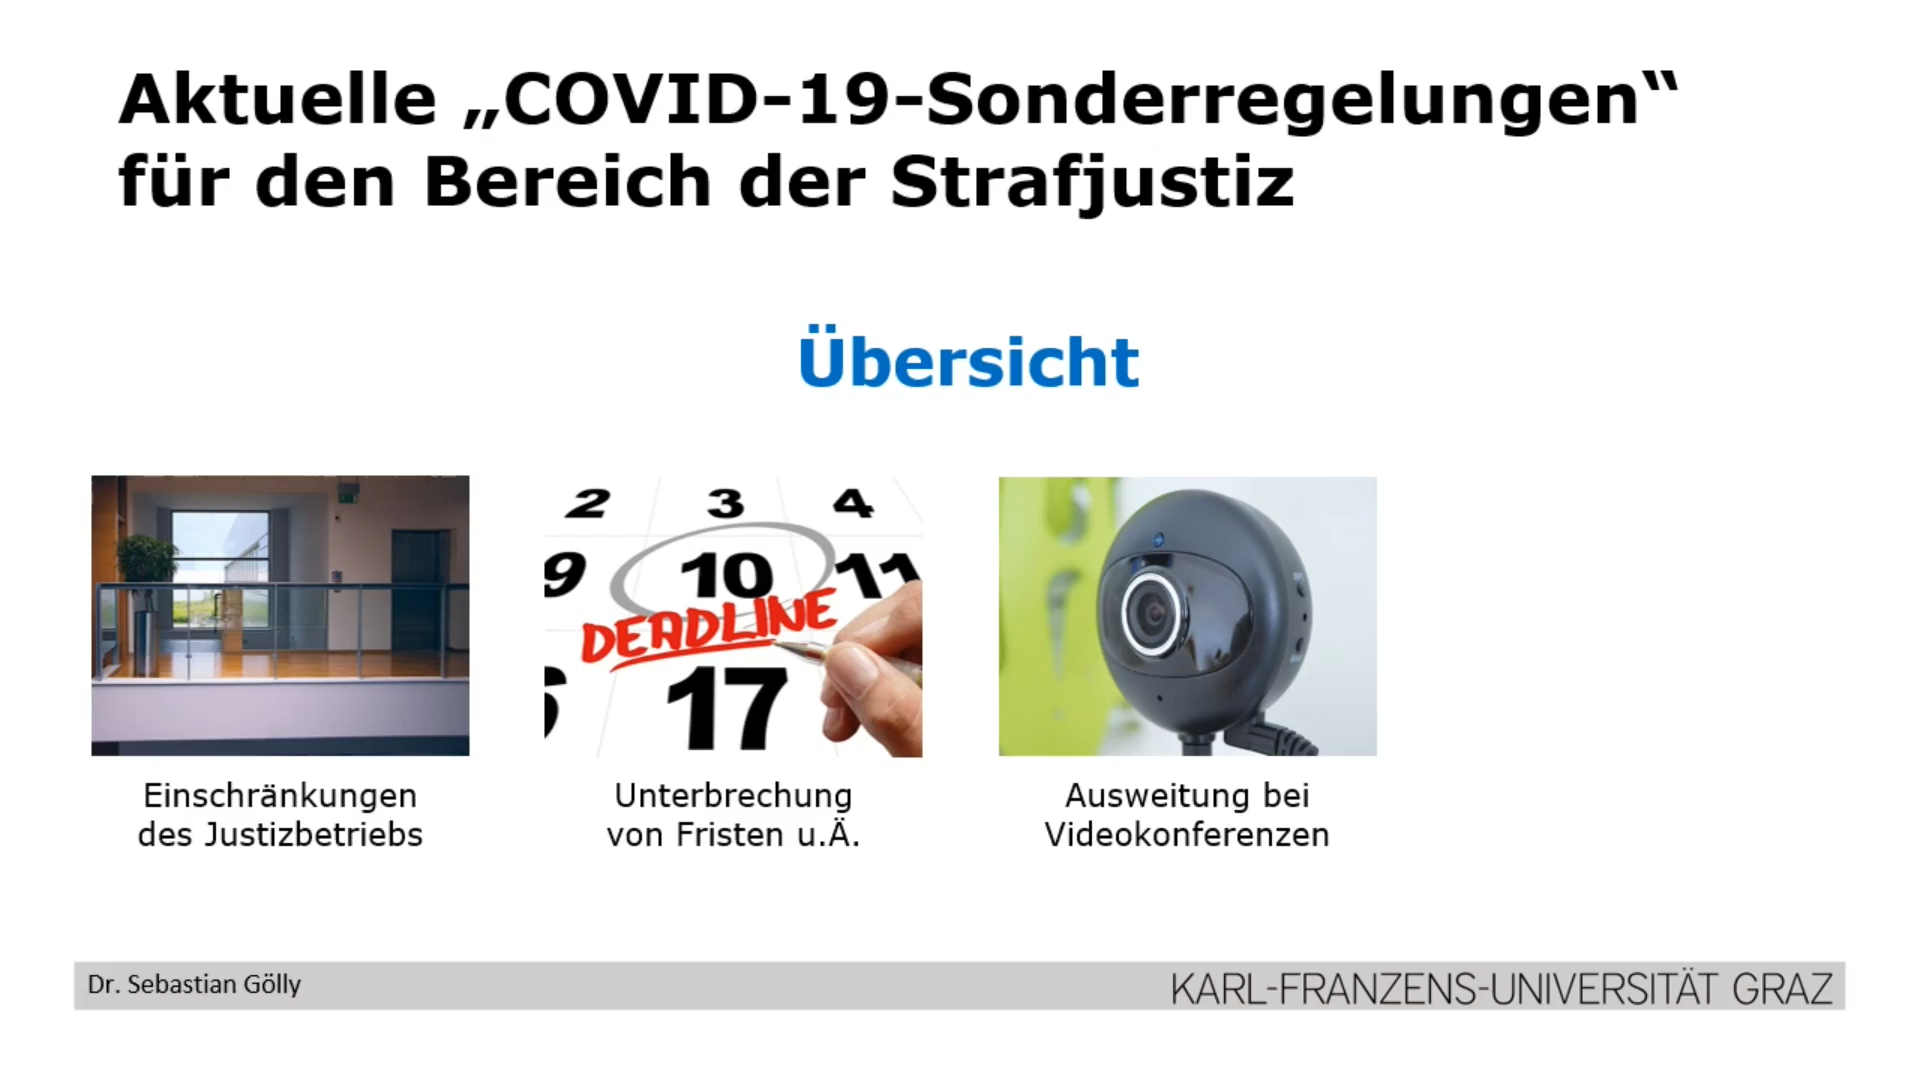 Aktuelle „COVID-19-Sonderregelungen“
für den Bereich der Strafjustiz
Übersicht
2 3 4
9 10 11
DEADLINE
17
Einschränkungen
des Justizbetriebs
Unterbrechung
von Fristen u.Ä.
Ausweitung bei
Videokonferenzen
Dr. Sebastian Gölly
KARL-FRANZENS-UNIVERSITÄT GRAZ